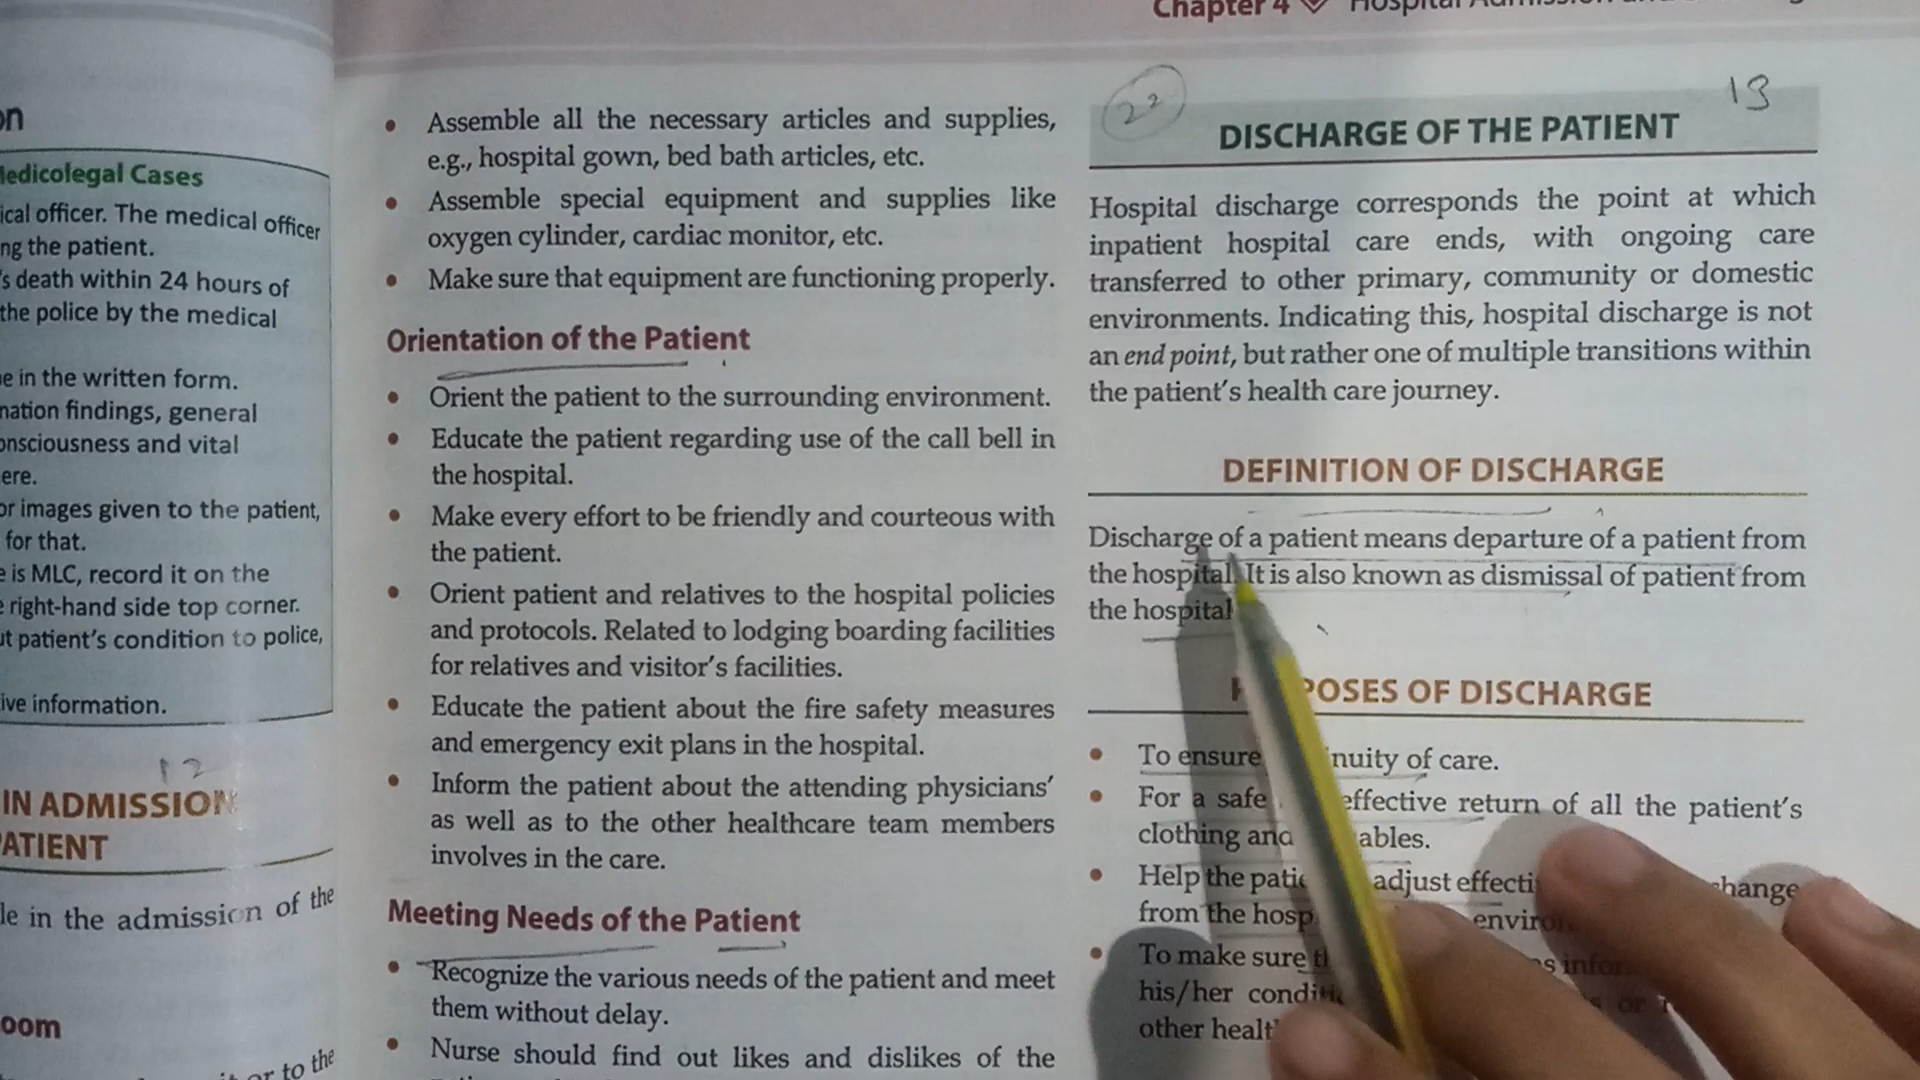 Chapter 4
on
Medicolegal Cases
ical officer. The medical officer
ng the patient.
's death within 24 hours of
the police by the medical
e in the written form.
nation findings, general
onsciousness and vital
ere.
or images given to the patient,
for that.
e is MLC, record it on the
right-hand side top corner.
ut patient's condition to police,
ive information.
12
IN ADMISSION
PATIENT
le in the admission of the
oom
or to the
• Assemble all the necessary articles and supplies,
e.g., hospital gown, bed bath articles, etc.
• Assemble special equipment and supplies like
oxygen cylinder, cardiac monitor, etc.
• Make sure that equipment are functioning properly.
Orientation of the Patient
• Orient the patient to the surrounding environment.
• Educate the patient regarding use of the call bell in
the hospital.
• Make every effort to be friendly and courteous with
the patient.
• Orient patient and relatives to the hospital policies
and protocols. Related to lodging boarding facilities
for relatives and visitor's facilities.
• Educate the patient about the fire safety measures
and emergency exit plans in the hospital.
• Inform the patient about the attending physicians'
as well as to the other healthcare team members
involves in the care.
Meeting Needs of the Patient
• Recognize the various needs of the patient and meet
them without delay.
• Nurse should find out likes and dislikes of the
22
13
DISCHARGE OF THE PATIENT
Hospital discharge corresponds the point at which
inpatient hospital care ends, with ongoing care
transferred to other primary, community or domestic
environments. Indicating this, hospital discharge is not
an end point, but rather one of multiple transitions within
the patient's health care journey.
DEFINITION OF DISCHARGE
Discharge of a patient means departure of a patient from
the hospital. It is also known as dismissal of patient from
the hospital
POSES OF DISCHARGE
• To ensure nuity of care.
• For a safe effective return of all the patient's
clothing and ables.
• Help the patie adjust effecti change
from the hosp enviro
• To make sure th s infor
his/her conditi
other healt